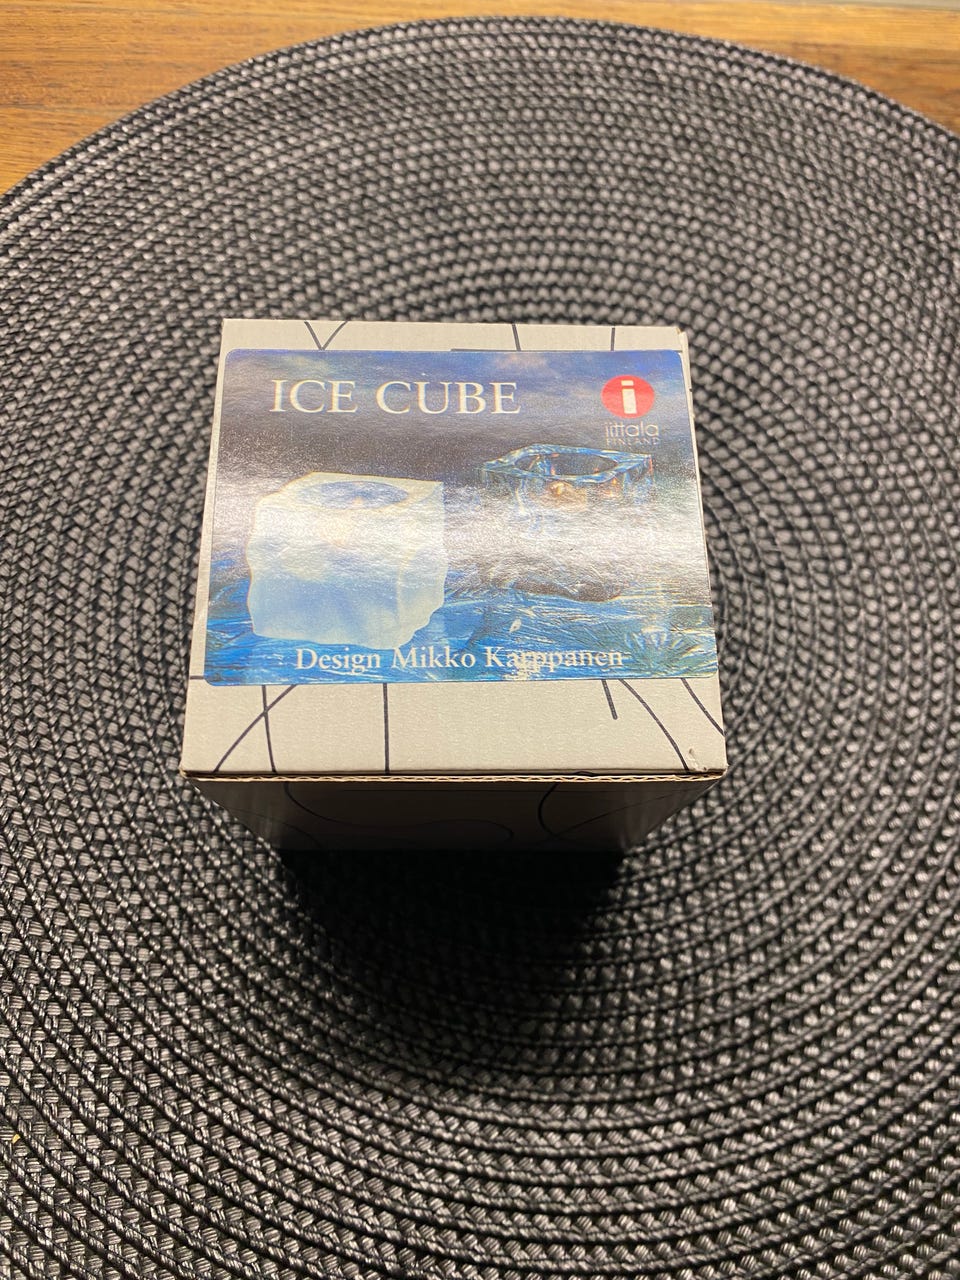 ICE CUBE
i
iittala
FINLAND
Design Mikko Karppanen